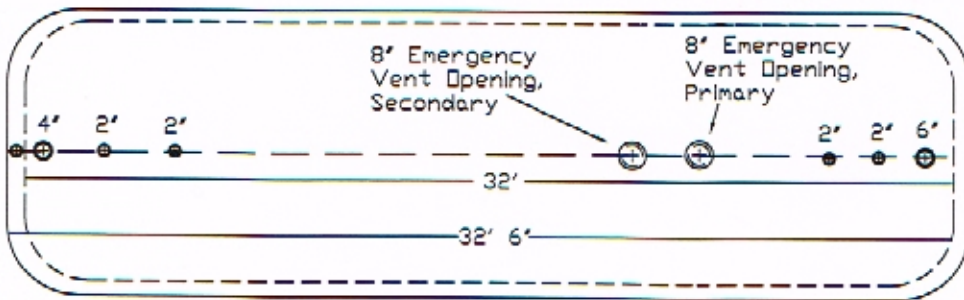 8" Emergency
Vent Opening,
Secondary
8" Emergency
Vent Opening,
Primary
4" 2" 2"
2" 2" 6"
32'
32' 6"